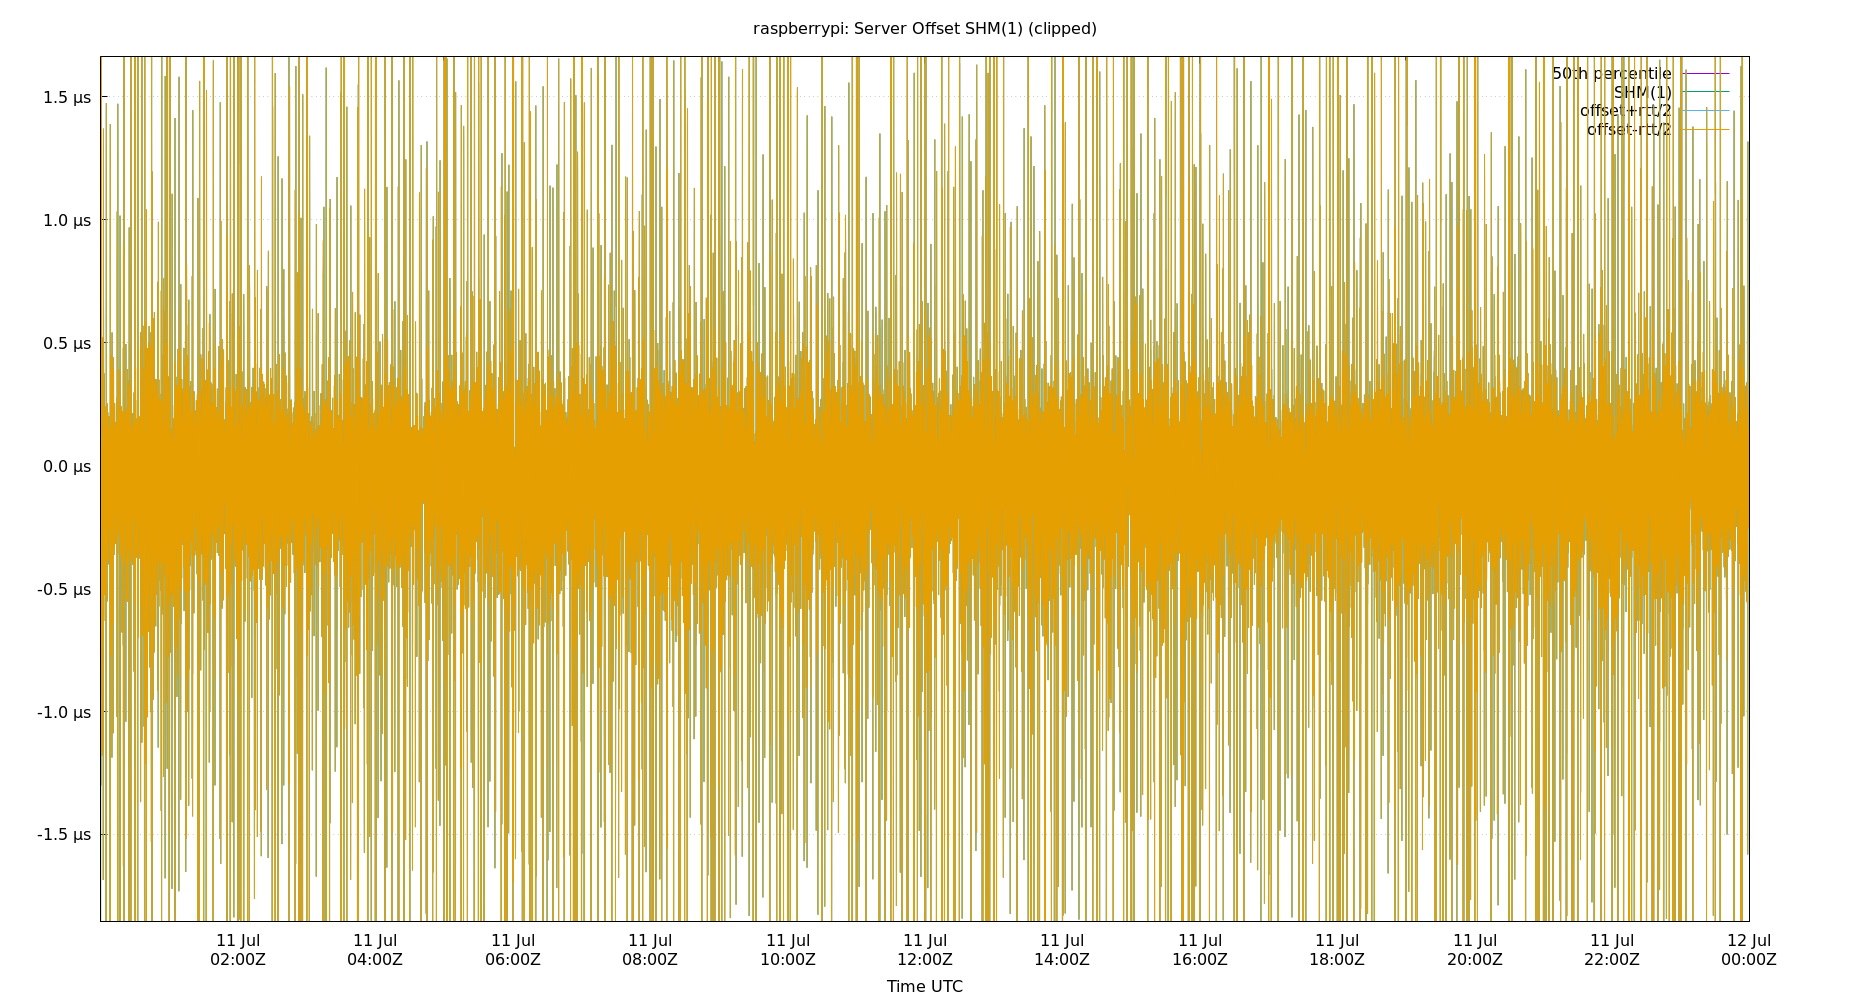 raspberrypi: Server Offset SHM(1) (clipped)
50th percentile
SHM(1)
offset+rtt/2
offset-rtt/2
1.5 µs
1.0 µs
0.5 µs
0.0 µs
-0.5 µs
-1.0 µs
-1.5 µs
11 Jul 11 Jul 11 Jul 11 Jul 11 Jul 11 Jul 11 Jul 11 Jul 11 Jul 11 Jul 11 Jul 12 Jul
02:00Z 04:00Z 06:00Z 08:00Z 10:00Z 12:00Z 14:00Z 16:00Z 18:00Z 20:00Z 22:00Z 00:00Z
Time UTC